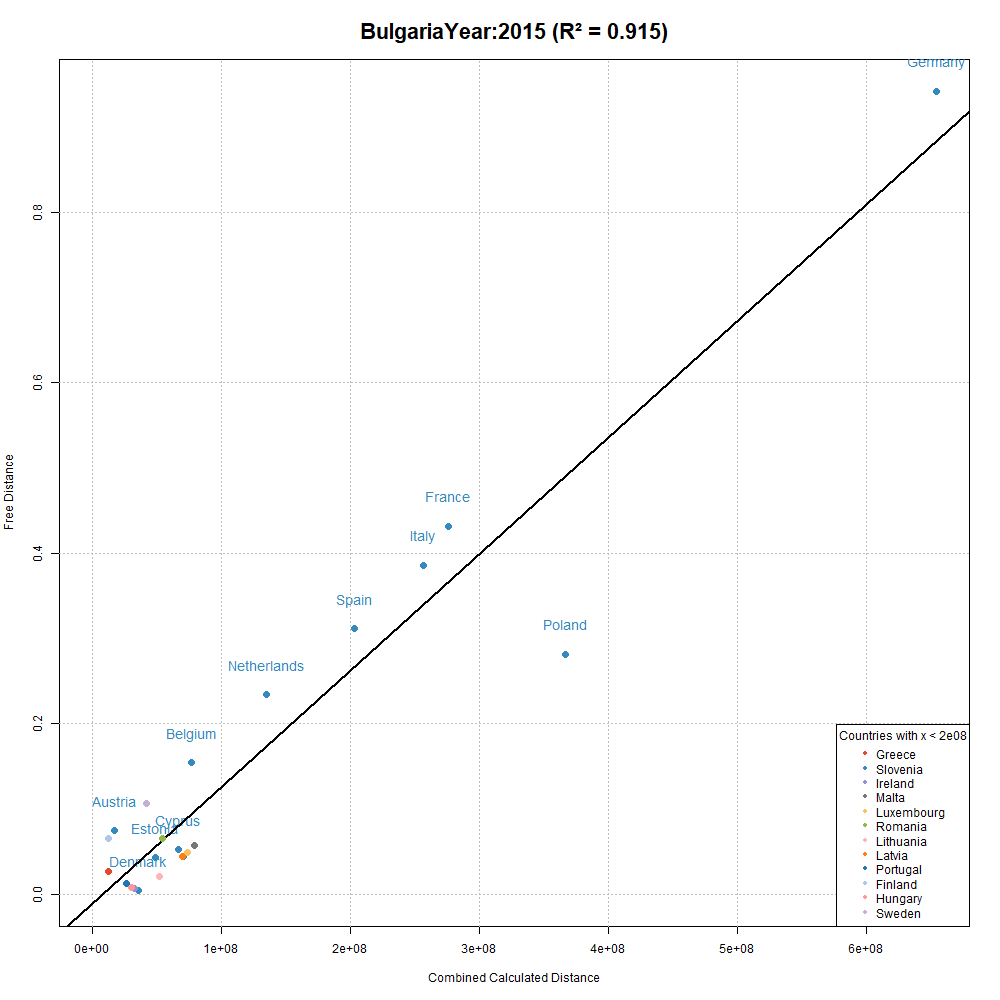 BulgariaYear:2015 (R² = 0.915)
Germany
0.8
0.6
France
Italy
Free Distance
0.4
Spain
Poland
Netherlands
0.2
Belgium
Austria
Cyprus
Estonia
Denmark
0.0
Countries with x < 2e08
Greece
Slovenia
Ireland
Malta
Luxembourg
Romania
Lithuania
Latvia
Portugal
Finland
Hungary
Sweden
0e+00 1e+08 2e+08 3e+08 4e+08 5e+08 6e+08
Combined Calculated Distance